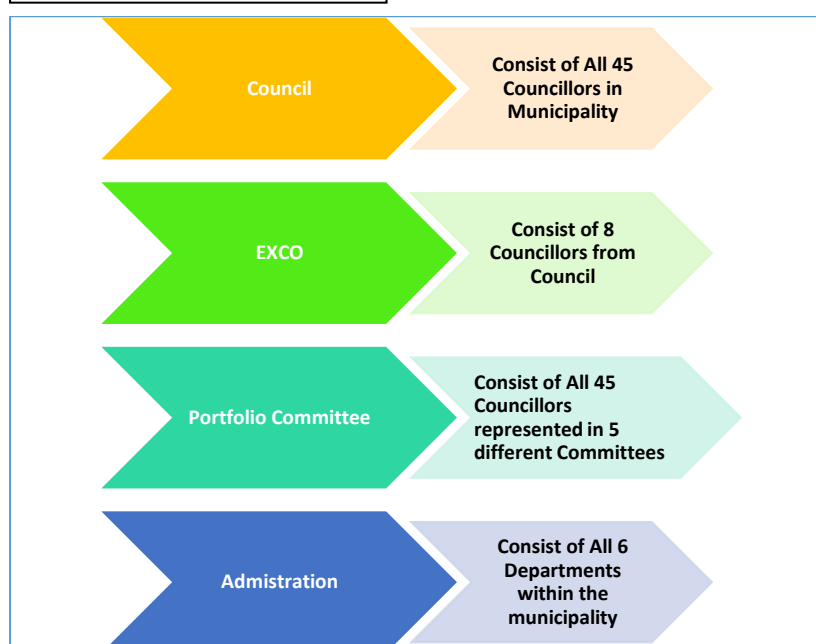 Council
Consist of All 45
Councillors in
Municipality
EXCO
Consist of 8
Councillors from
Council
Portfolio Committee
Consist of All 45
Councillors
represented in 5
different Committees
Admistration
Consist of All 6
Departments
within the
municipality